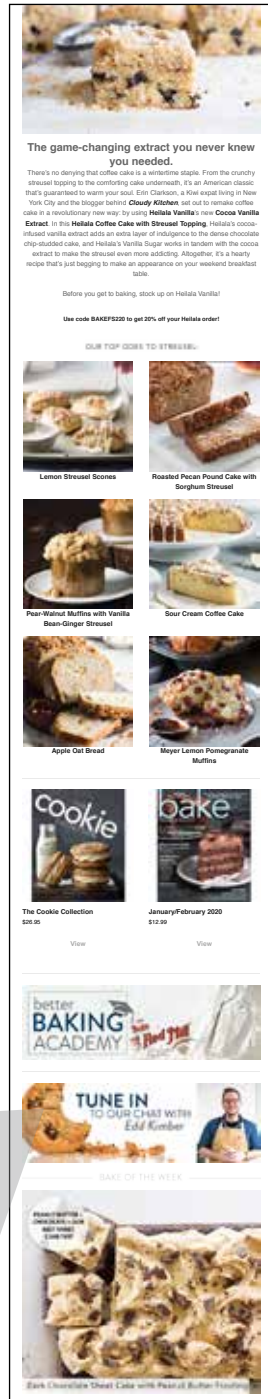 The game-changing extract you never knew
you needed.
There's no denying that coffee cake is a wintertime staple. From the crunchy
streusel topping to the comforting cake underneath, it's an American classic
that's guaranteed to warm your soul. Erin Clarkson, a Kiwi expat living in New
York City and the blogger behind Cloudy Kitchen, set out to remake coffee
cake in a revolutionary new way: by using Heilala Vanilla's new Cocoa Vanilla
Extract. In this Heilala Coffee Cake with Streusel Topping, Heilala's cocoa-
infused vanilla extract adds an extra layer of indulgence to the dense chocolate
chip-studded cake, and Heilala's Vanilla Sugar works in tandem with the cocoa
extract to make the streusel even more addicting. Altogether, it's a hearty
recipe that's just begging to make an appearance on your weekend breakfast
table.
Before you get to baking, stock up on Heilala Vanilla!
Use code BAKEFS220 to get 20% off your Heilala order!
OUR TOP ODES TO STREUSEL:
Lemon Streusel Scones
Roasted Pecan Pound Cake with
Sorghum Streusel
Pear-Walnut Muffins with Vanilla
Bean-Ginger Streusel
Sour Cream Coffee Cake
Apple Oat Bread
Meyer Lemon Pomegranate
Muffins
cookie
bake
The Cookie Collection
$26.95
View
January/February 2020
$12.99
View
better
BAKING
ACADEMY
Bob's
Red Mill
TUNE IN
TO OUR CHAT WITH
Edd Kimber
BAKE OF THE WEEK
Dark Chocolate Sheet Cake with Peanut Butter Frosting